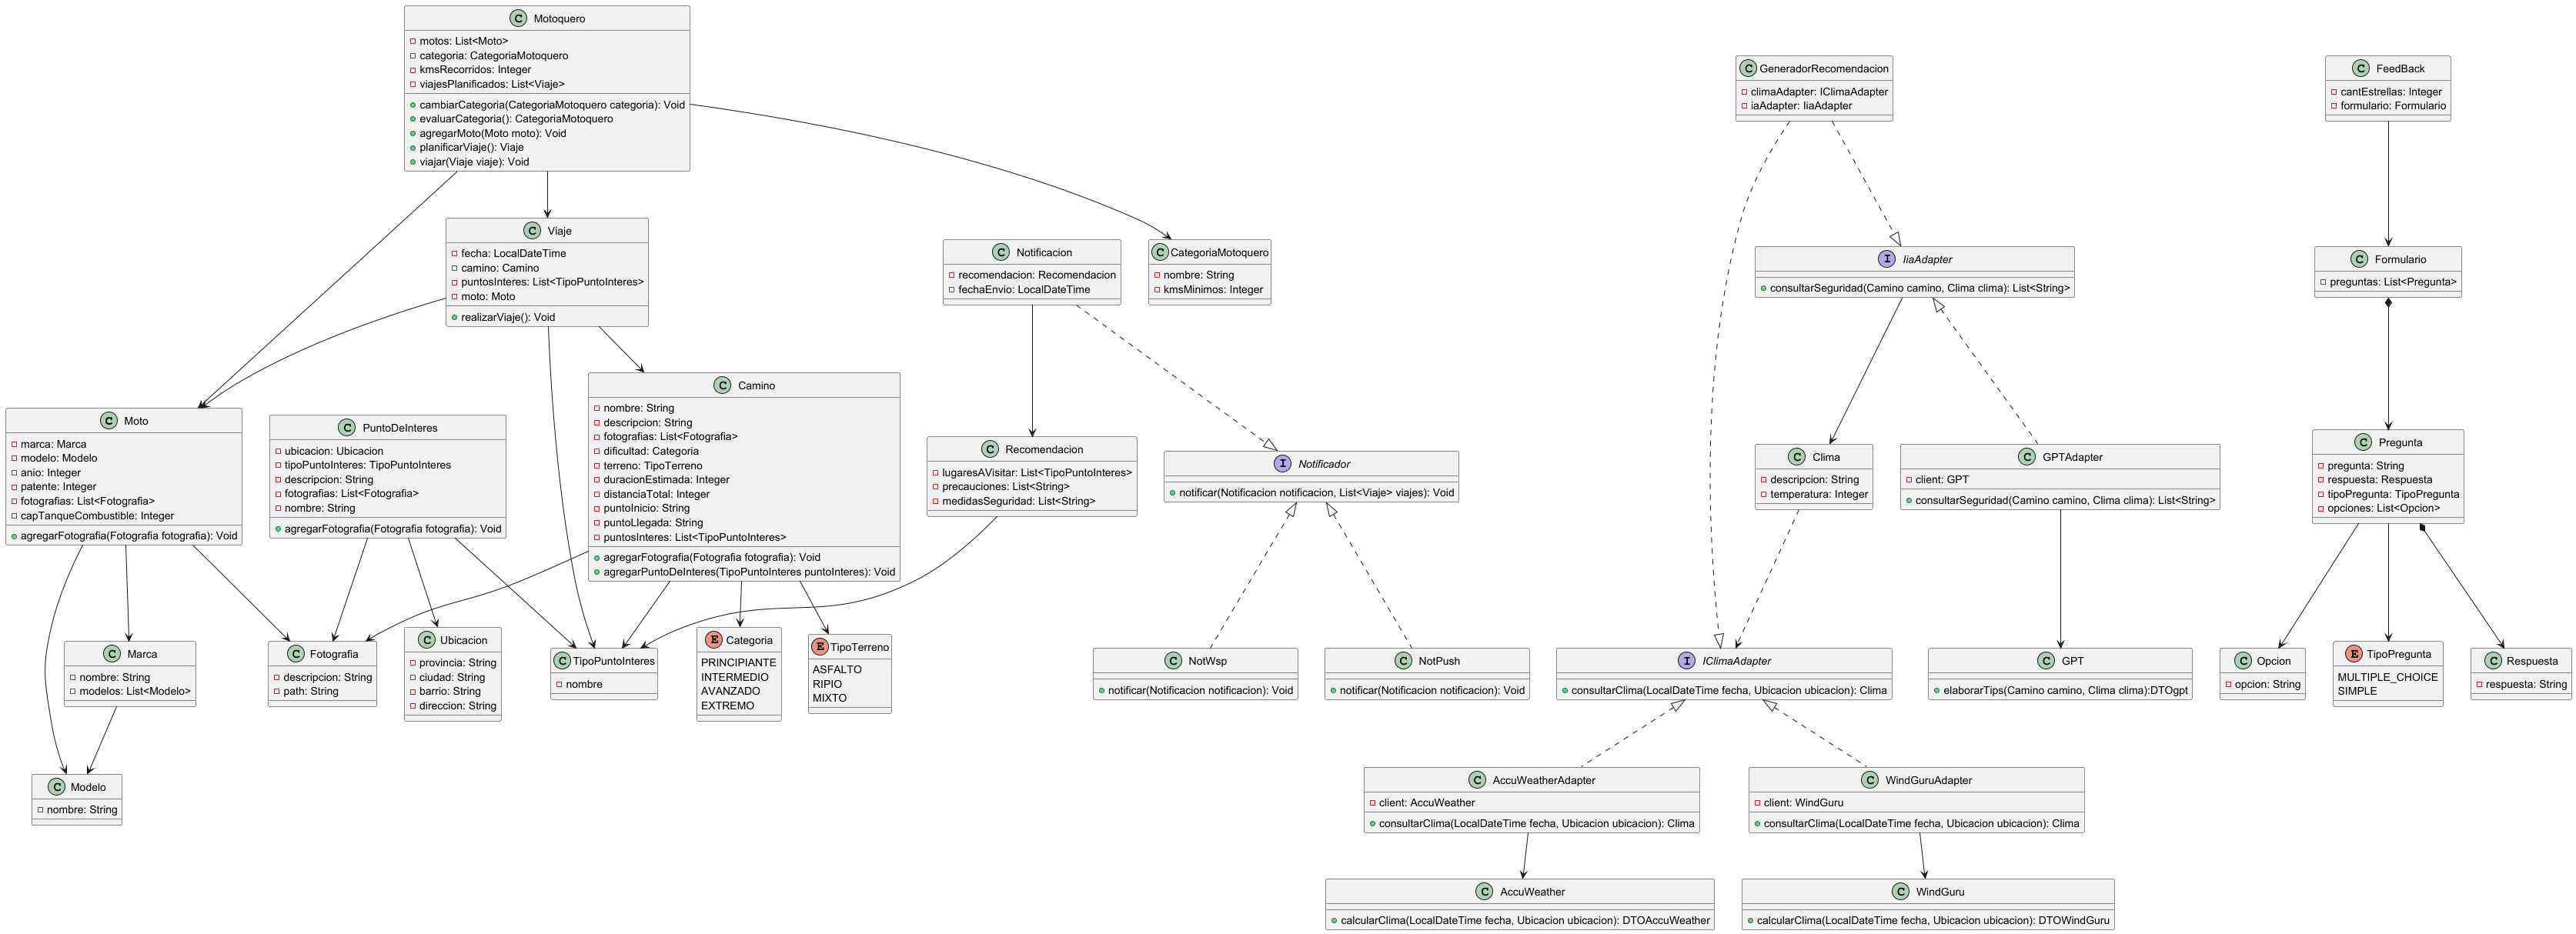 Motoquero
motos: List<Moto>
categoria: CategoriaMotoquero
kmsRecorridos: Integer
viajesPlanificados: List<Viaje>
cambiarCategoria(CategoriaMotoquero categoria): Void
evaluarCategoria(): CategoriaMotoquero
agregarMoto(Moto moto): Void
planificarViaje(): Viaje
viajar(Viaje viaje): Void
GeneradorRecomendacion
climaAdapter: IClimaAdapter
iaAdapter: IiaAdapter
FeedBack
cantEstrellas: Integer
formulario: Formulario
Viaje
fecha: LocalDateTime
camino: Camino
puntosInteres: List<TipoPuntoInteres>
moto: Moto
realizarViaje(): Void
Notificacion
recomendacion: Recomendacion
fechaEnvio: LocalDateTime
CategoriaMotoquero
nombre: String
kmsMinimos: Integer
IiaAdapter
consultarSeguridad(Camino camino, Clima clima): List<String>
Formulario
preguntas: List<Pregunta>
Moto
marca: Marca
modelo: Modelo
anio: Integer
patente: Integer
fotografias: List<Fotografia>
capTanqueCombustible: Integer
agregarFotografia(Fotografia fotografia): Void
PuntoDeInteres
ubicacion: Ubicacion
tipoPuntoInteres: TipoPuntoInteres
descripcion: String
fotografias: List<Fotografia>
nombre: String
agregarFotografia(Fotografia fotografia): Void
Camino
nombre: String
descripcion: String
fotografias: List<Fotografia>
dificultad: Categoria
terreno: TipoTerreno
duracionEstimada: Integer
distanciaTotal: Integer
puntoInicio: String
puntoLlegada: String
puntosInteres: List<TipoPuntoInteres>
agregarFotografia(Fotografia fotografia): Void
agregarPuntoDeInteres(TipoPuntoInteres puntoInteres): Void
Recomendacion
lugaresAVisitar: List<TipoPuntoInteres>
precauciones: List<String>
medidasSeguridad: List<String>
Notificador
notificar(Notificacion notificacion, List<Viaje> viajes): Void
Clima
descripcion: String
temperatura: Integer
GPTAdapter
client: GPT
consultarSeguridad(Camino camino, Clima clima): List<String>
Pregunta
pregunta: String
respuesta: Respuesta
tipoPregunta: TipoPregunta
opciones: List<Opcion>
Marca
nombre: String
modelos: List<Modelo>
Fotografia
descripcion: String
path: String
Ubicacion
provincia: String
ciudad: String
barrio: String
direccion: String
TipoPuntoInteres
nombre
Categoria
PRINCIPIANTE
INTERMEDIO
AVANZADO
EXTREMO
TipoTerreno
ASFALTO
RIPIO
MIXTO
NotWsp
notificar(Notificacion notificacion): Void
NotPush
notificar(Notificacion notificacion): Void
IClimaAdapter
consultarClima(LocalDateTime fecha, Ubicacion ubicacion): Clima
GPT
elaborarTips(Camino camino, Clima clima):DTOgpt
Opcion
opcion: String
TipoPregunta
MULTIPLE_CHOICE
SIMPLE
Respuesta
respuesta: String
Modelo
nombre: String
AccuWeatherAdapter
client: AccuWeather
consultarClima(LocalDateTime fecha, Ubicacion ubicacion): Clima
WindGuruAdapter
client: WindGuru
consultarClima(LocalDateTime fecha, Ubicacion ubicacion): Clima
AccuWeather
calcularClima(LocalDateTime fecha, Ubicacion ubicacion): DTOAccuWeather
WindGuru
calcularClima(LocalDateTime fecha, Ubicacion ubicacion): DTOWindGuru